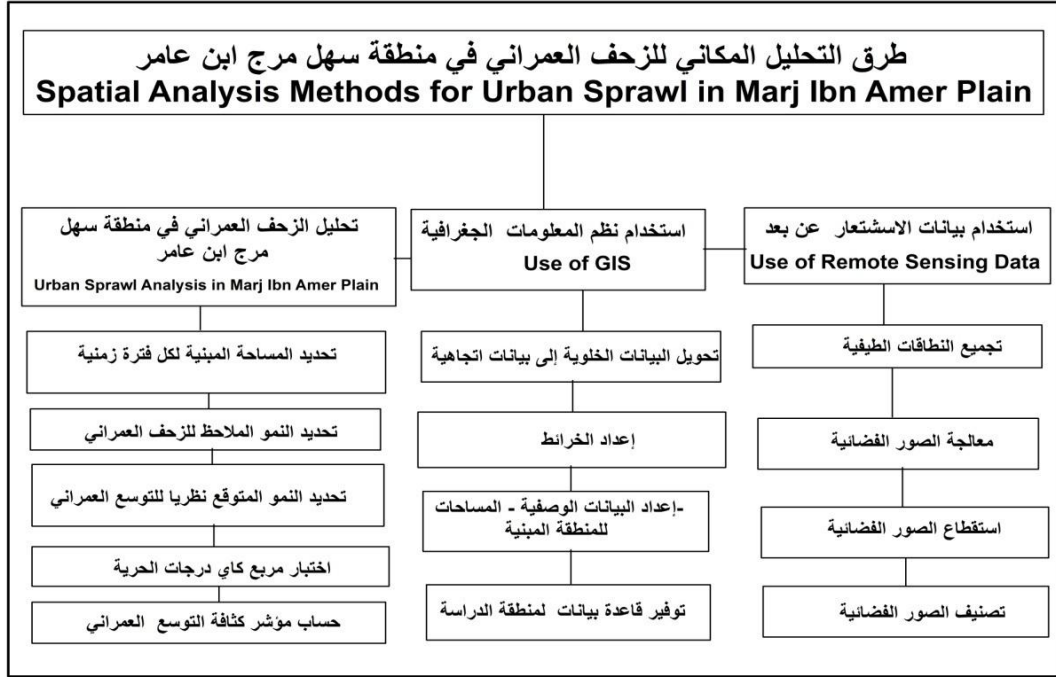 طرق التحليل المكاني للزحف العمراني في منطقة سهل مرج ابن عامر
Spatial Analysis Methods for Urban Sprawl in Marj Ibn Amer Plain
استخدام بيانات الاسشتعار عن بعد
Use of Remote Sensing Data
تجميع النطاقات الطيفية
معالجة الصور الفضائية
استقطاع الصور الفضائية
تصنيف الصور الفضائية
استخدام نظم المعلومات الجغرافية
Use of GIS
تحويل البيانات الخلوية إلى بيانات اتجاهية
إعداد الخرائط
-إعداد البيانات الوصفية - المساحات
للمنطقة المبنية
توفير قاعدة بيانات لمنطقة الدراسة
تحليل الزحف العمراني في منطقة سهل
مرج ابن عامر
Urban Sprawl Analysis in Marj Ibn Amer Plain
تحديد المساحة المبنية لكل فترة زمنية
تحديد النمو الملاحظ للزحف العمراني
تحديد النمو المتوقع نظريا للتوسع العمراني
اختبار مربع كاي درجات الحرية
حساب مؤشر كثافة التوسع العمراني